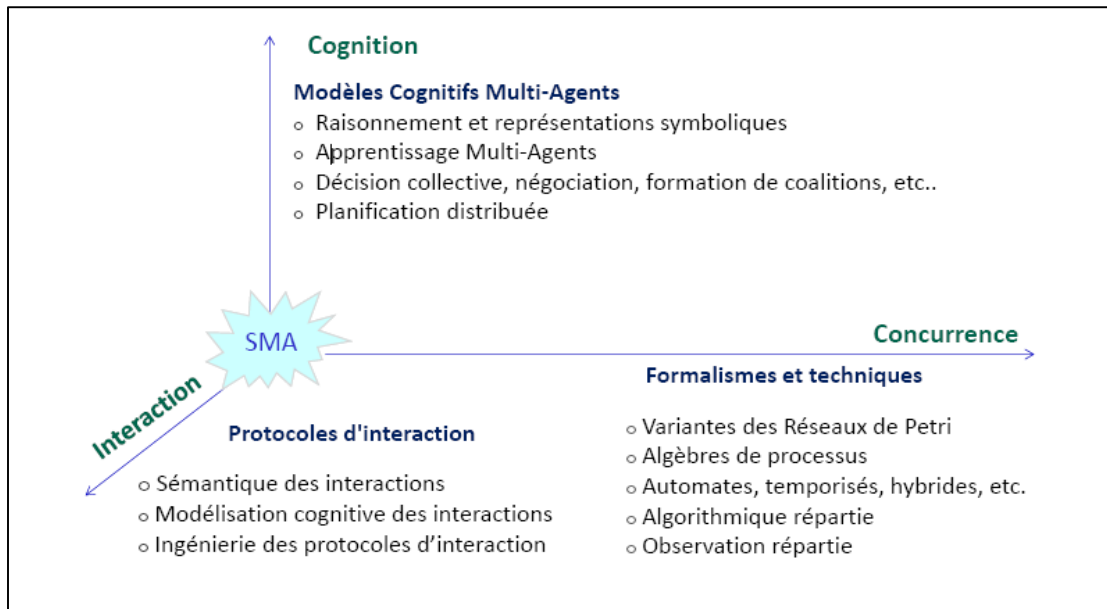 Cognition
Modèles Cognitifs Multi-Agents
o Raisonnement et représentations symboliques
o Apprentissage Multi-Agents
o Décision collective, négociation, formation de coalitions, etc..
o Planification distribuée
SMA
Concurrence
Formalismes et techniques
o Variantes des Réseaux de Petri
o Algèbres de processus
o Automates, temporisés, hybrides, etc.
o Algorithmique répartie
o Observation répartie
Interaction
Protocoles d'interaction
o Sémantique des interactions
o Modélisation cognitive des interactions
o Ingénierie des protocoles d’interaction